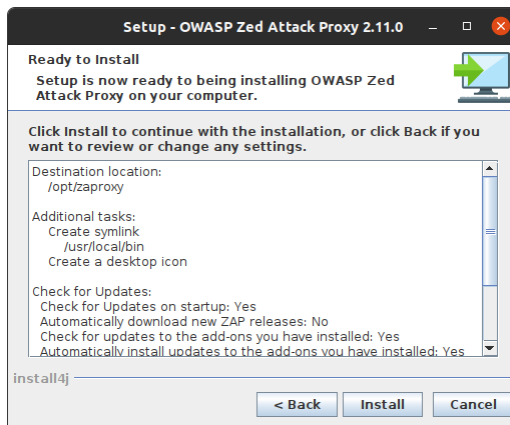 Setup - OWASP Zed Attack Proxy 2.11.0
Ready to Install
Setup is now ready to being installing OWASP Zed
Attack Proxy on your computer.
Click Install to continue with the installation, or click Back if you
want to review or change any settings.
Destination location:
/opt/zaproxy
Additional tasks:
Create symlink
/usr/local/bin
Create a desktop icon
Check for Updates:
Check for Updates on startup: Yes
Automatically download new ZAP releases: No
Check for updates to the add-ons you have installed: Yes
Automatically install updates to the add-ons you have installed: Yes
install4j
< Back
Install
Cancel